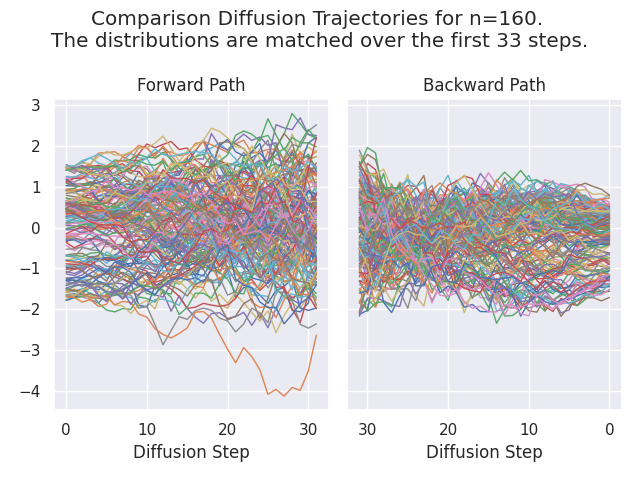 Comparison Diffusion Trajectories for n=160.
The distributions are matched over the first 33 steps.
Forward Path
Backward Path
3
2
1
0
−1
−2
−3
−4
0 10 20 30
30 20 10 0
Diffusion Step
Diffusion Step